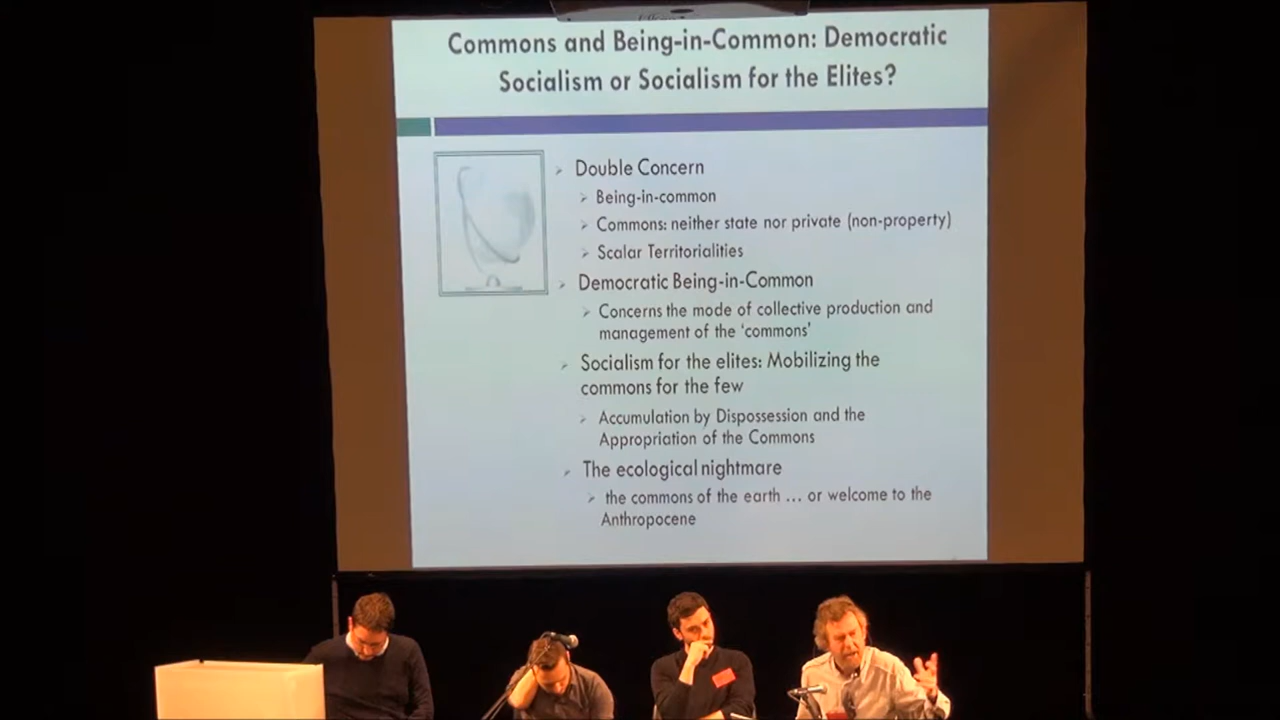 Commons and Being-in-Common: Democratic
Socialism or Socialism for the Elites?
Double Concern
Being-in-common
Commons: neither state nor private (non-property)
Scalar Territorialities
Democratic Being-in-Common
Concerns the mode of collective production and
management of the ‘commons’
Socialism for the elites: Mobilizing the
commons for the few
Accumulation by Dispossession and the
Appropriation of the Commons
The ecological nightmare
the commons of the earth ... or welcome to the
Anthropocene